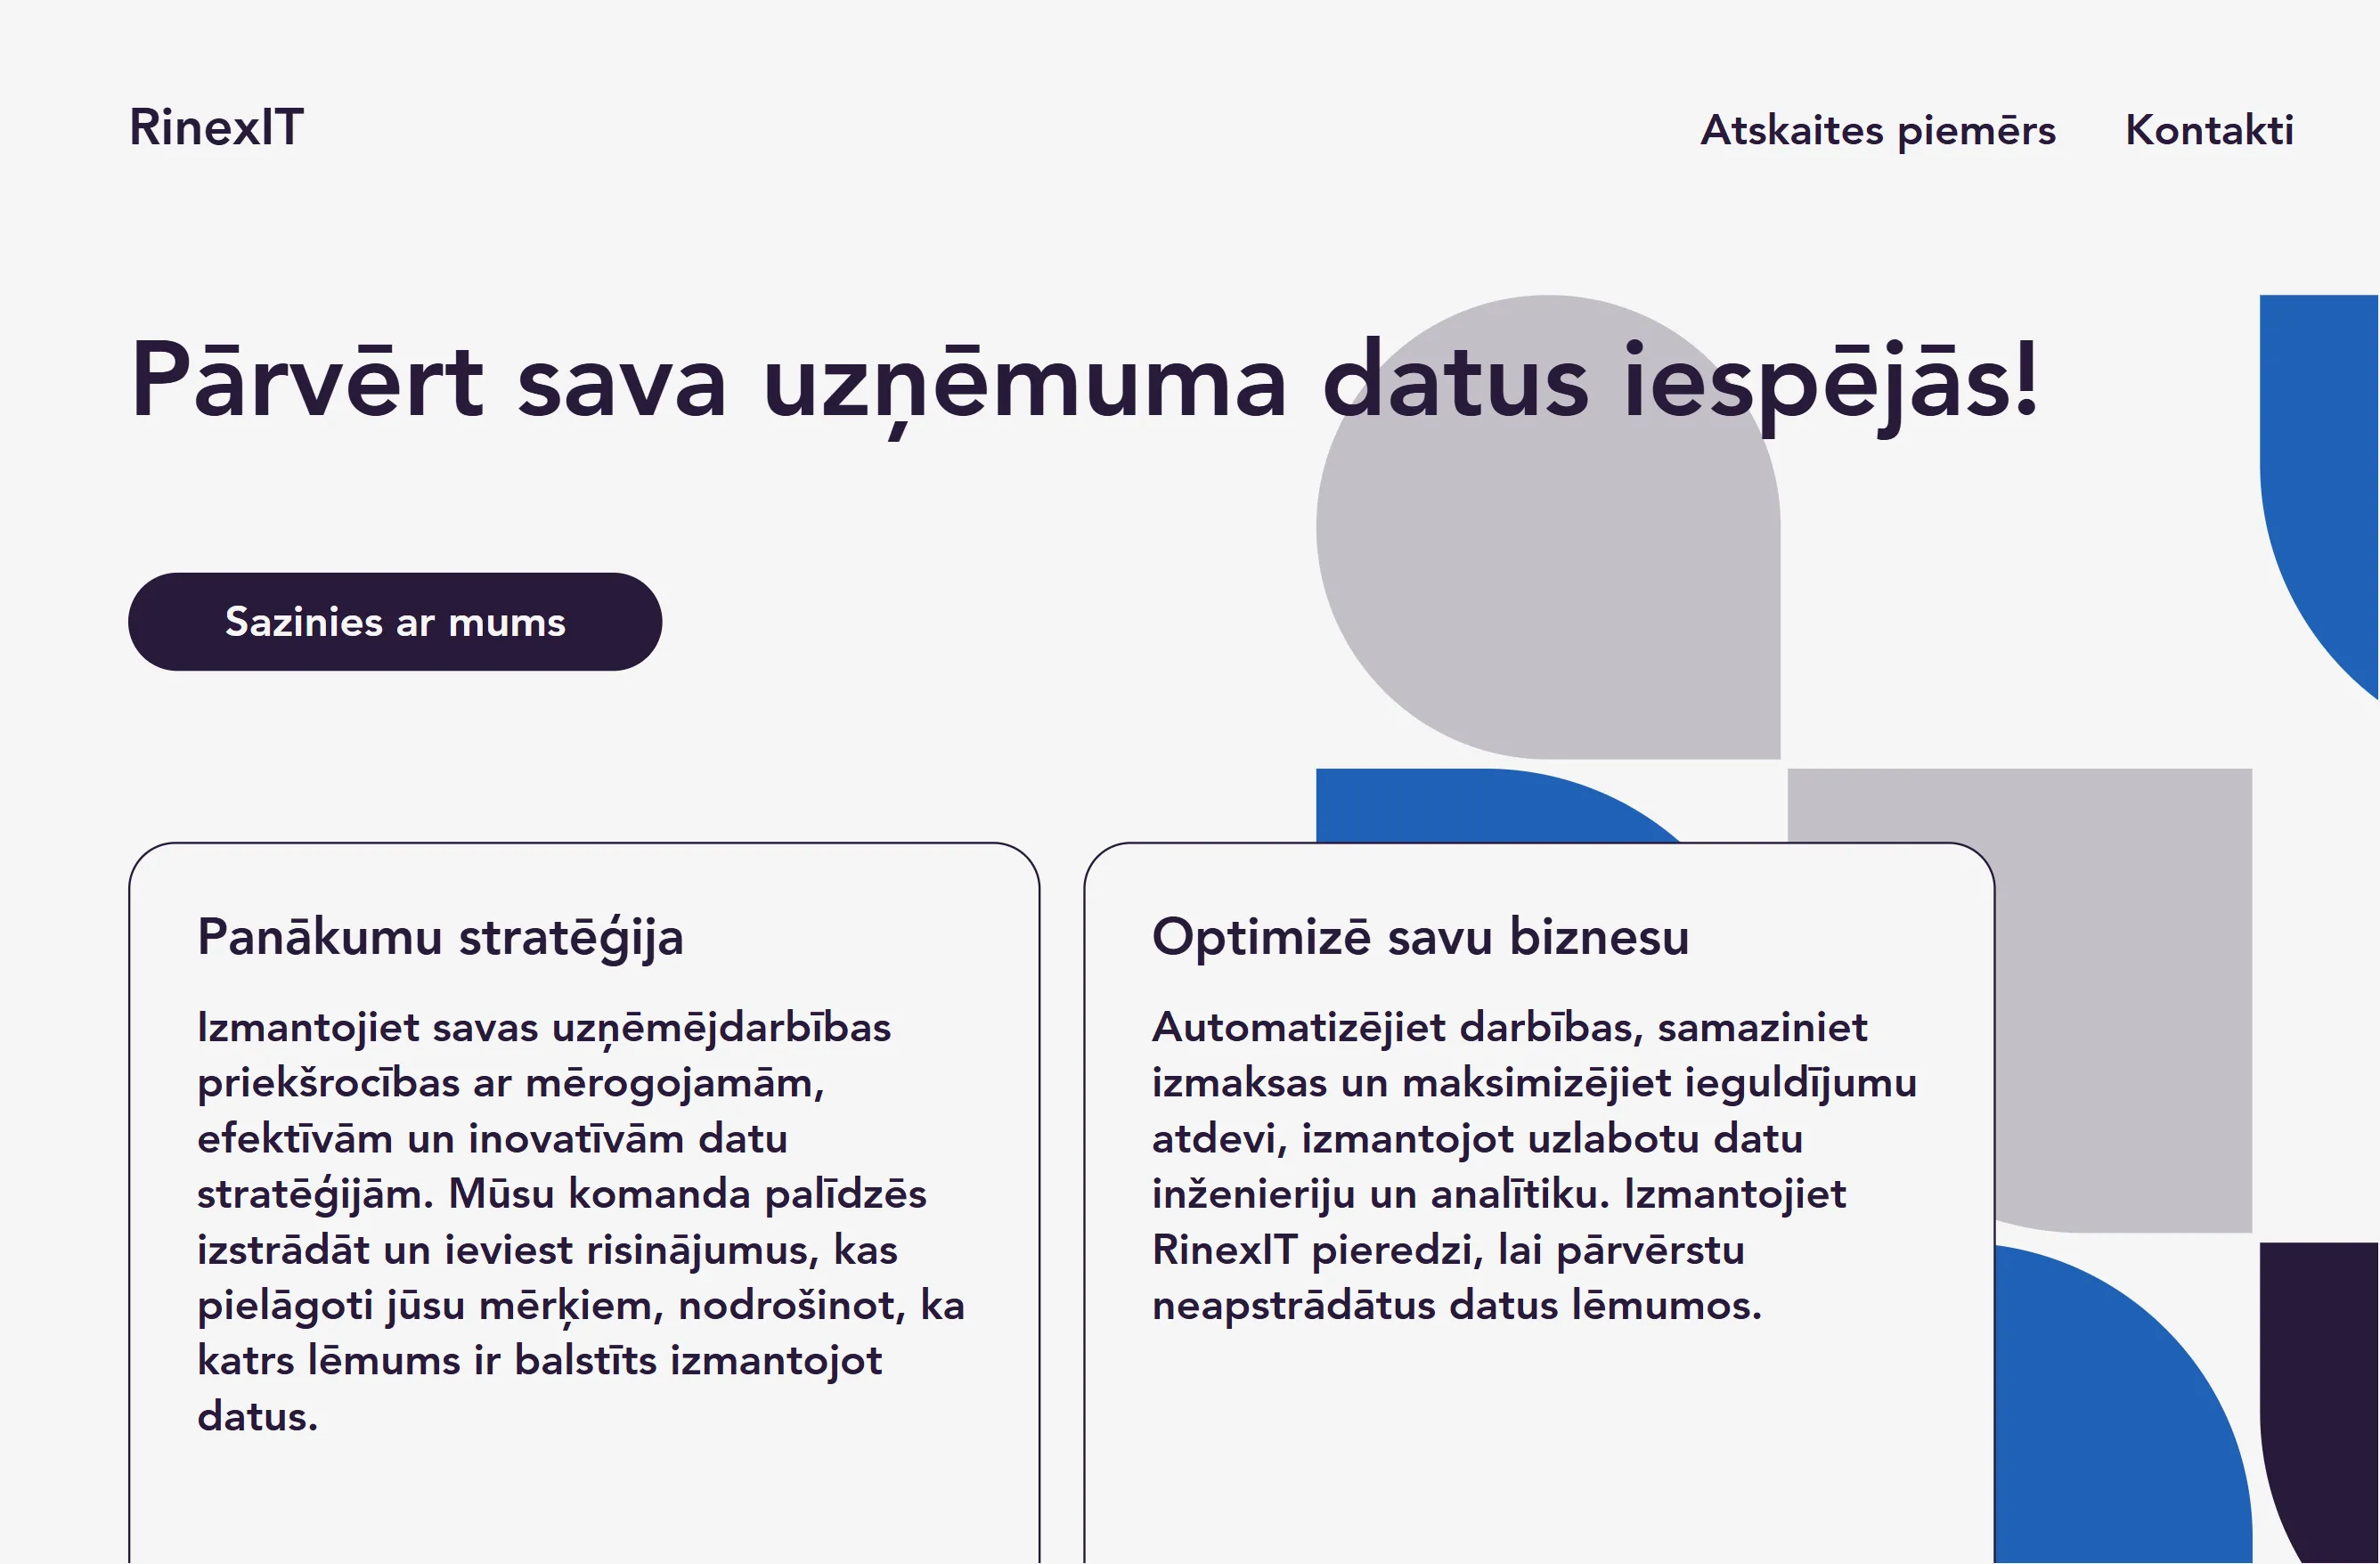 RinexIT
Atskaites piemērs
Kontakti
Pārvērt sava uzņēmuma datus iespējās!
Sazinies ar mums
Panākumu stratēģija
Izmantojiet savas uzņēmējdarbības
priekšrocības ar mērogojamām,
efektīvām un inovatīvām datu
stratēģijām. Mūsu komanda palīdzēs
izstrādāt un ieviest risinājumus, kas
pielāgoti jūsu mērķiem, nodrošinot, ka
katrs lēmums ir balstīts izmantojot
datus.
Optimizē savu biznesu
Automatizējiet darbības, samaziniet
izmaksas un maksimizējiet ieguldījumu
atdevi, izmantojot uzlabotu datu
inženieriju un analītiku. Izmantojiet
RinexIT pieredzi, lai pārvērstu
neapstrādātus datus lēmumos.